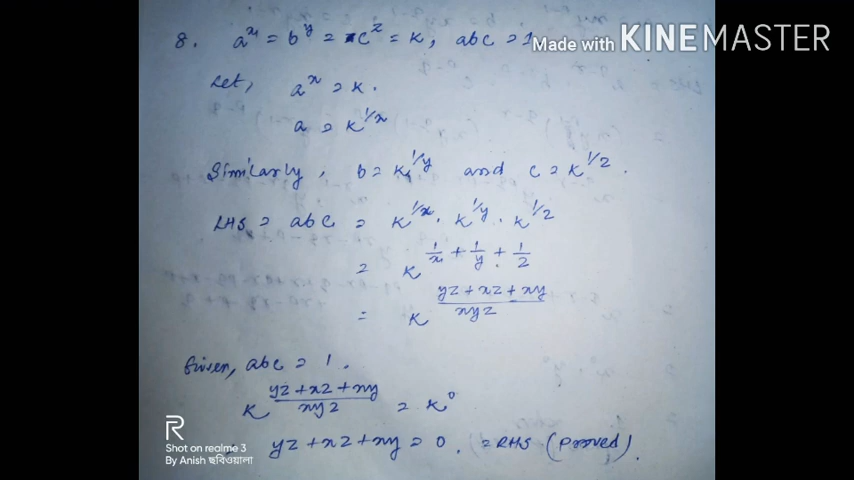 8. a^x = b^y = c^z = k, abc = 1
Made with KINEMASTER
Let, a^x = k.
a = k^{1/x}
Similarly, b = k^{1/y} and c = k^{1/z}.
LHS = abc = k^{1/x} . k^{1/y} . k^{1/z}
= k^{1/x + 1/y + 1/z}
= k^{(yz + xz + xy)/xyz}
Given, abc = 1.
k^{(yz + xz + xy)/xyz} = k^0
yz + xz + xy = 0. = RHS (proved).
R
Shot on realme 3
By Anish ছবিওয়ালা